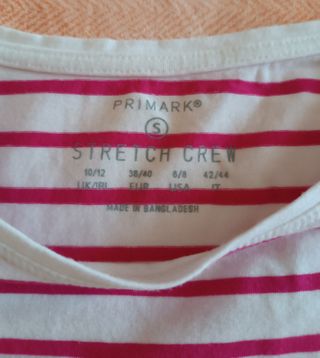 PRIMARK®
S
STRETCH CREW
10/12 38/40 6/8 42/44
UK/IRL EUR USA IT
MADE IN BANGLADESH